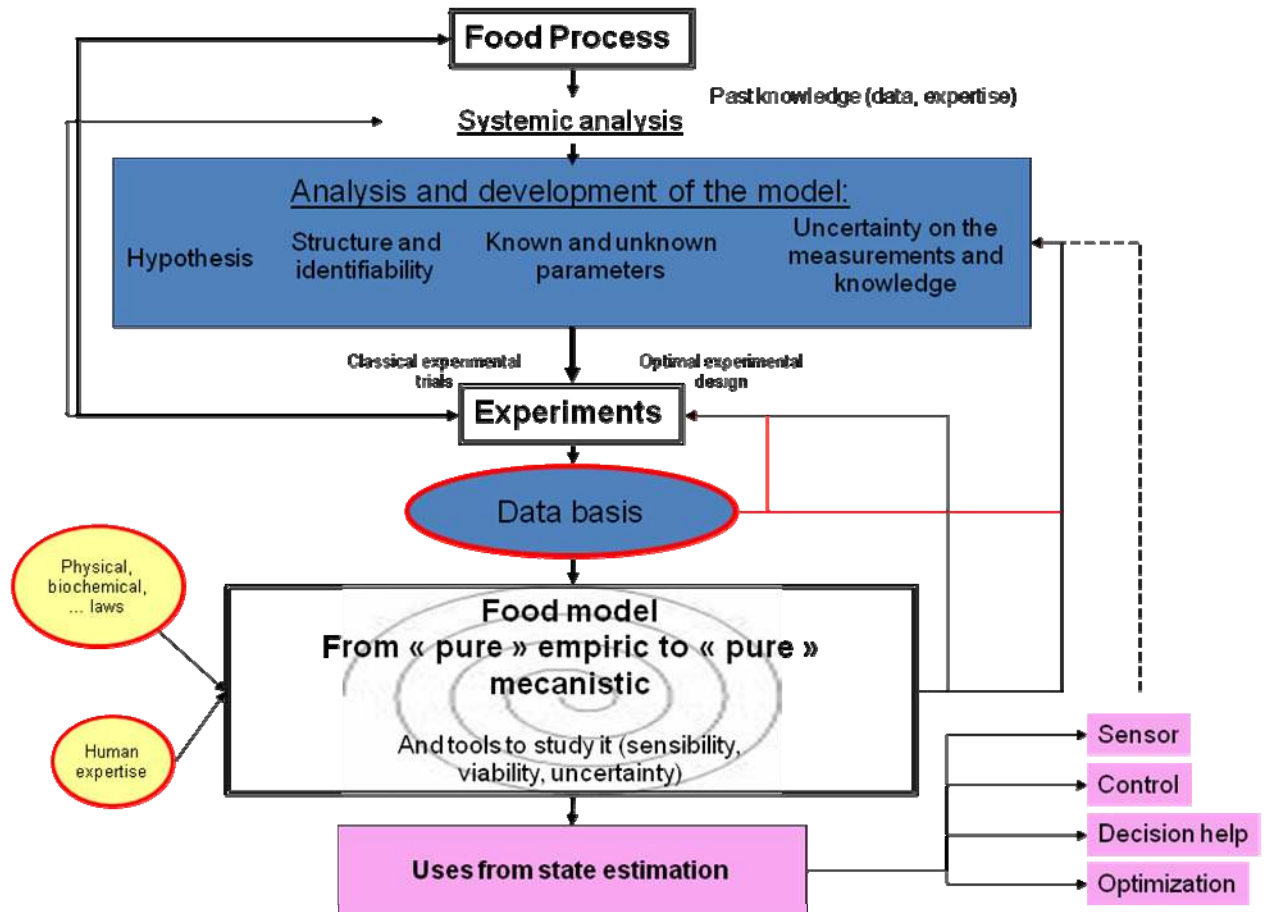 Food Process
Past knowledge (data, expertise)
Systemic analysis
Analysis and development of the model:
Hypothesis
Structure and
identifiability
Known and unknown
parameters
Uncertainty on the
measurements and
knowledge
Classical experimental
trials
Optimal experimental
design
Experiments
Data basis
Physical,
biochemical,
... laws
Human
expertise
Food model
From « pure » empiric to « pure »
mecanistic
And tools to study it (sensibility,
viability, uncertainty)
Uses from state estimation
Sensor
Control
Decision help
Optimization